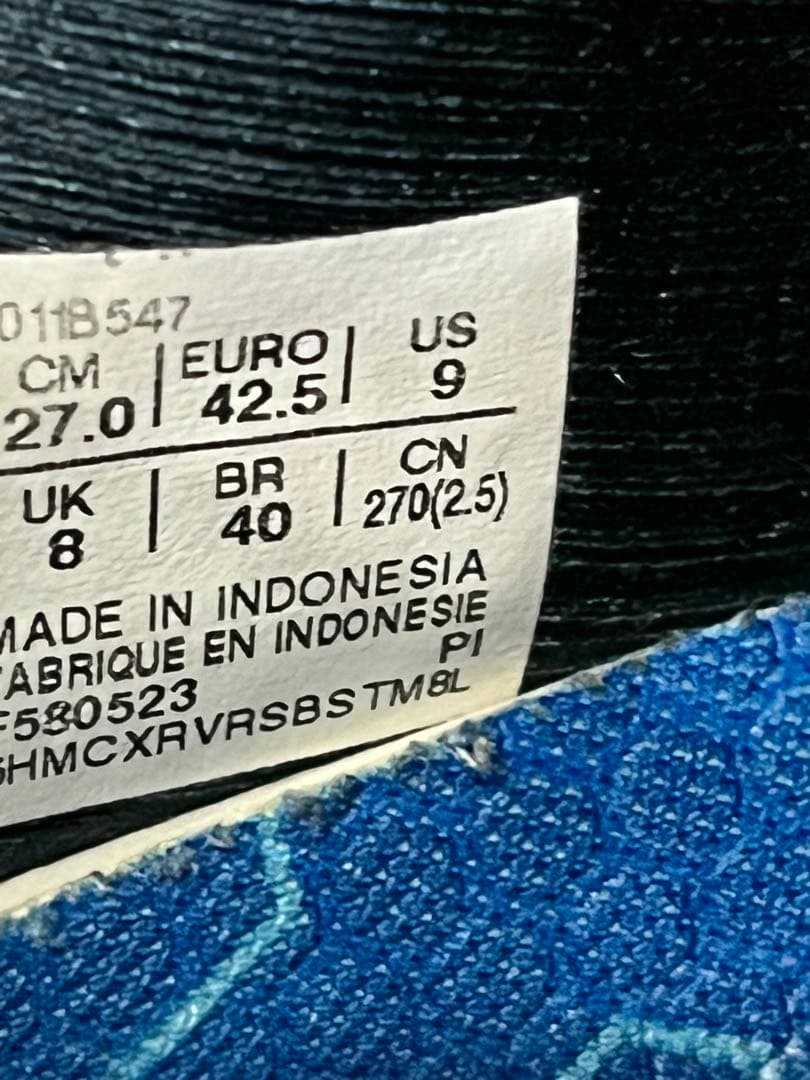 011B547
CM | EURO | US
27.0 | 42.5 | 9
UK | BR | CN
8 | 40 | 270(2.5)
MADE IN INDONESIA
FABRIQUE EN INDONESIE
PI
F580523
HMCXRVRSBSTM8L